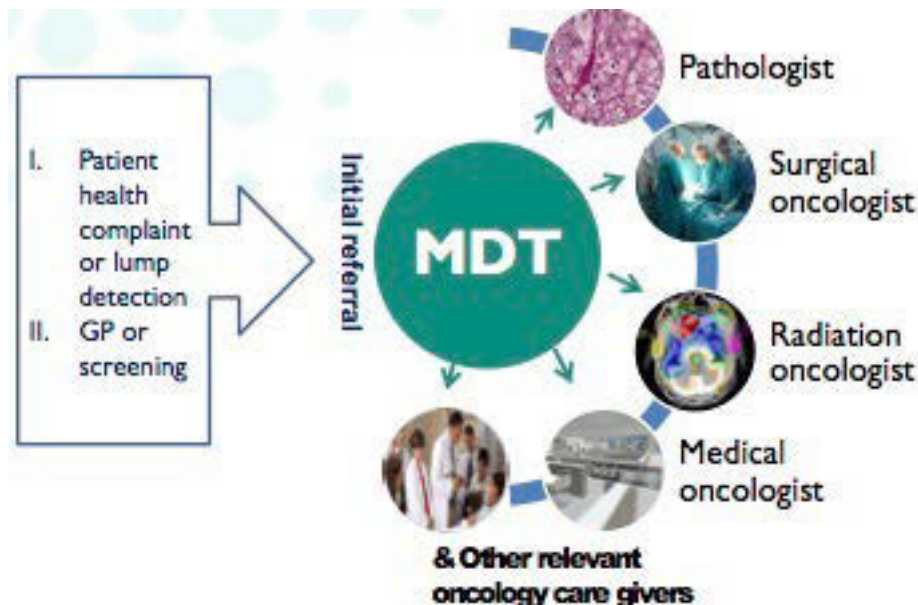 I. Patient
health
complaint
or lump
detection
II. GP or
screening
Initial referral
MDT
Pathologist
Surgical
oncologist
Radiation
oncologist
Medical
oncologist
& Other relevant
oncology care givers